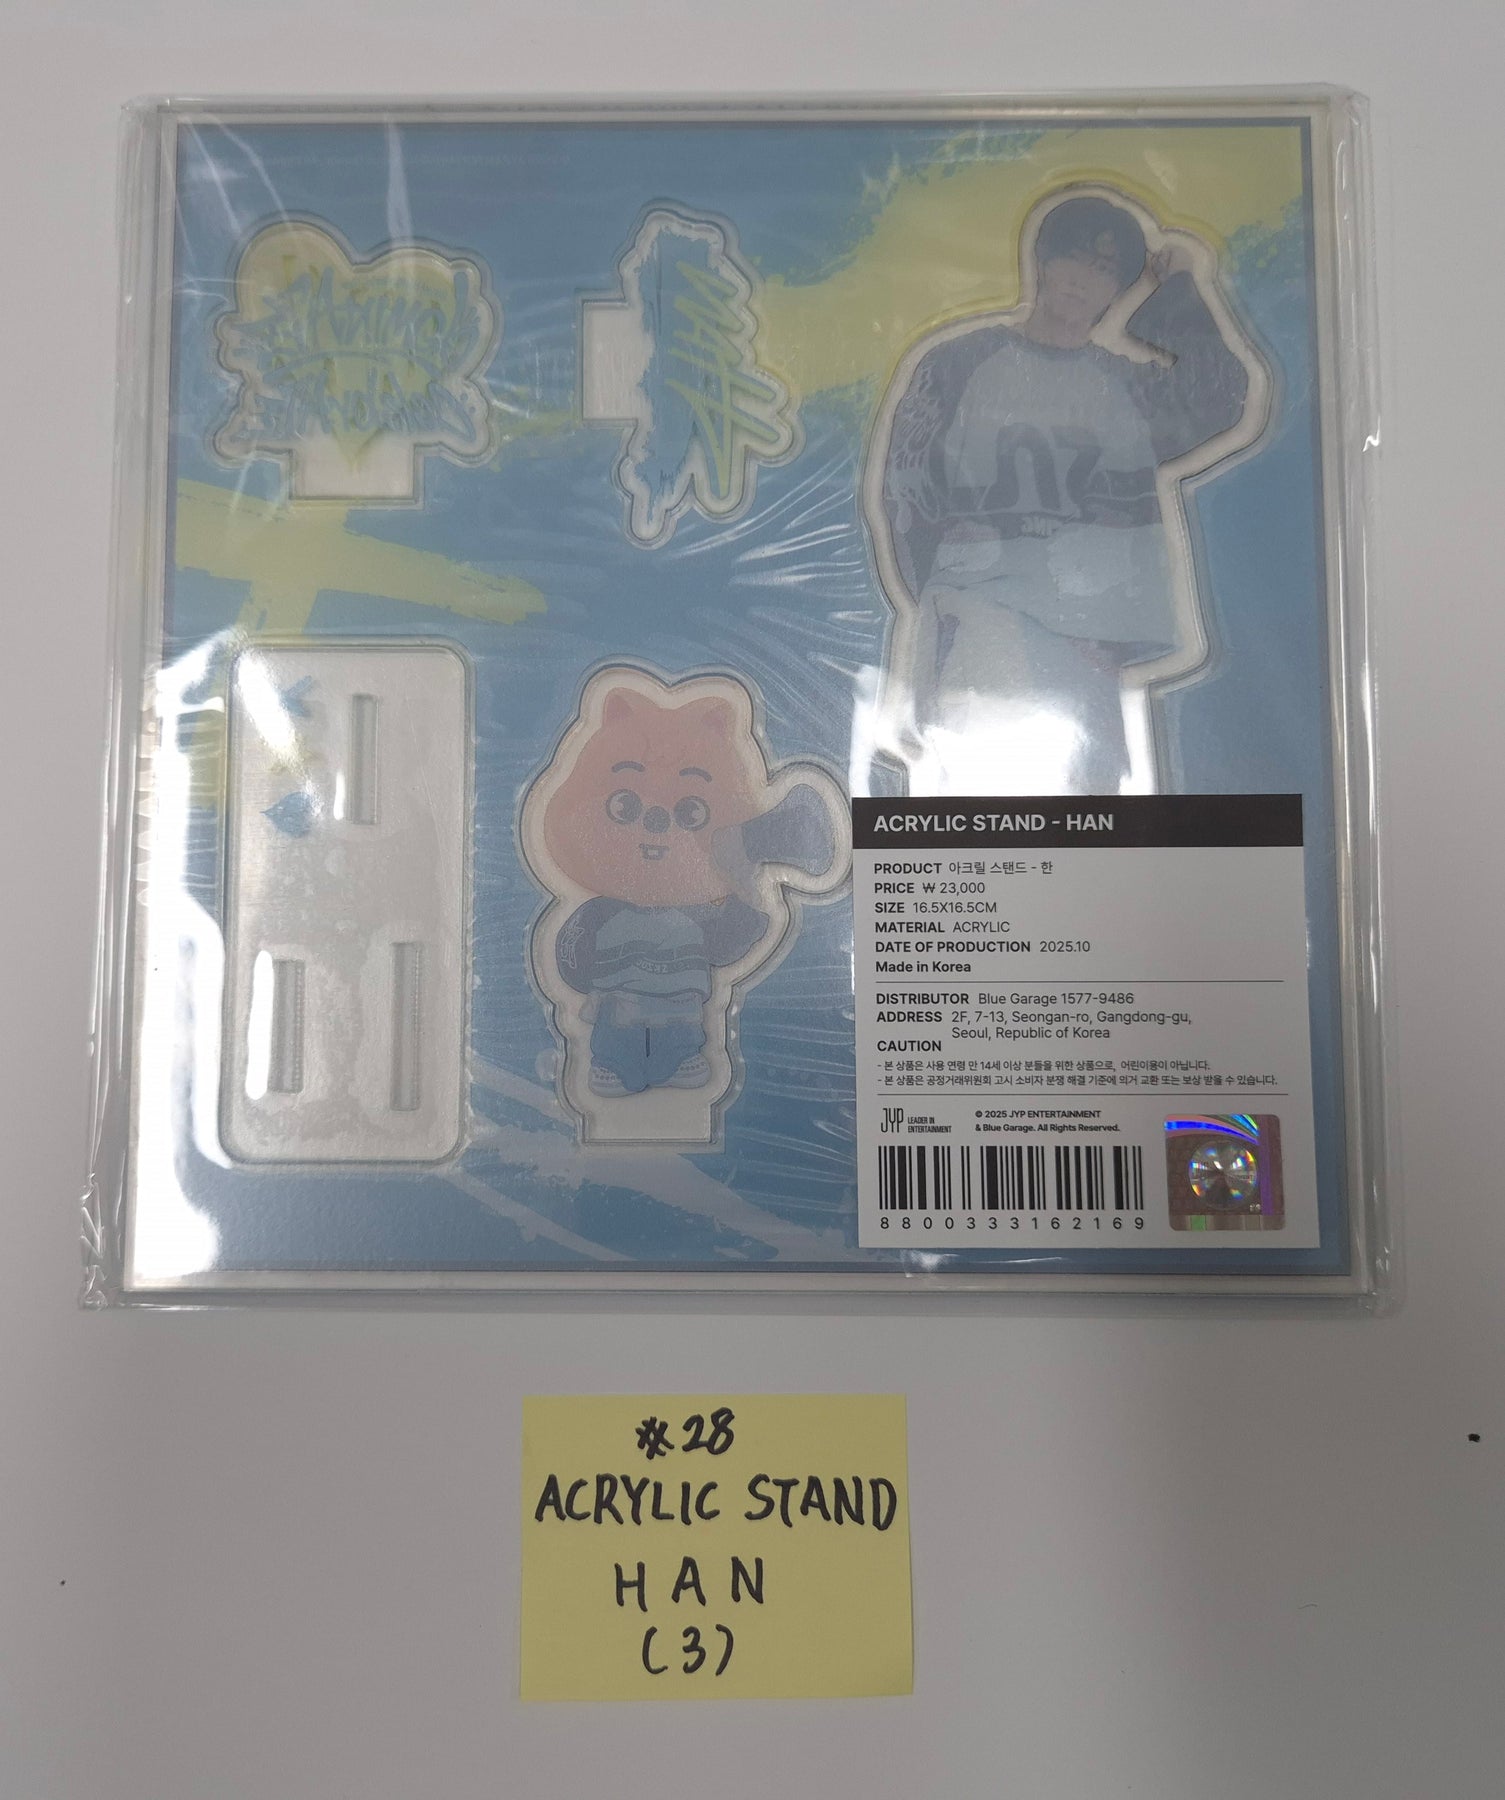 ACRYLIC STAND - HAN
PRODUCT 아크릴 스탠드 - 한
PRICE ₩ 23,000
SIZE 16.5X16.5CM
MATERIAL ACRYLIC
DATE OF PRODUCTION 2025.10
Made in Korea
DISTRIBUTOR Blue Garage 1577-9486
ADDRESS 2F, 7-13, Seongan-ro, Gangdong-gu,
Seoul, Republic of Korea
CAUTION
- 본 상품은 사용 연령 만 14세 이상 분들을 위한 상품으로, 어린이용이 아닙니다.
- 본 상품은 공정거래위원회 고시 소비자 분쟁 해결 기준에 의거 교환 또는 보상 받을 수 있습니다.
JYP LEADER IN
ENTERTAINMENT
© 2025 JYP ENTERTAINMENT
& Blue Garage. All Rights Reserved.
8800333162169
#28
ACRYLIC STAND
HAN
(3)